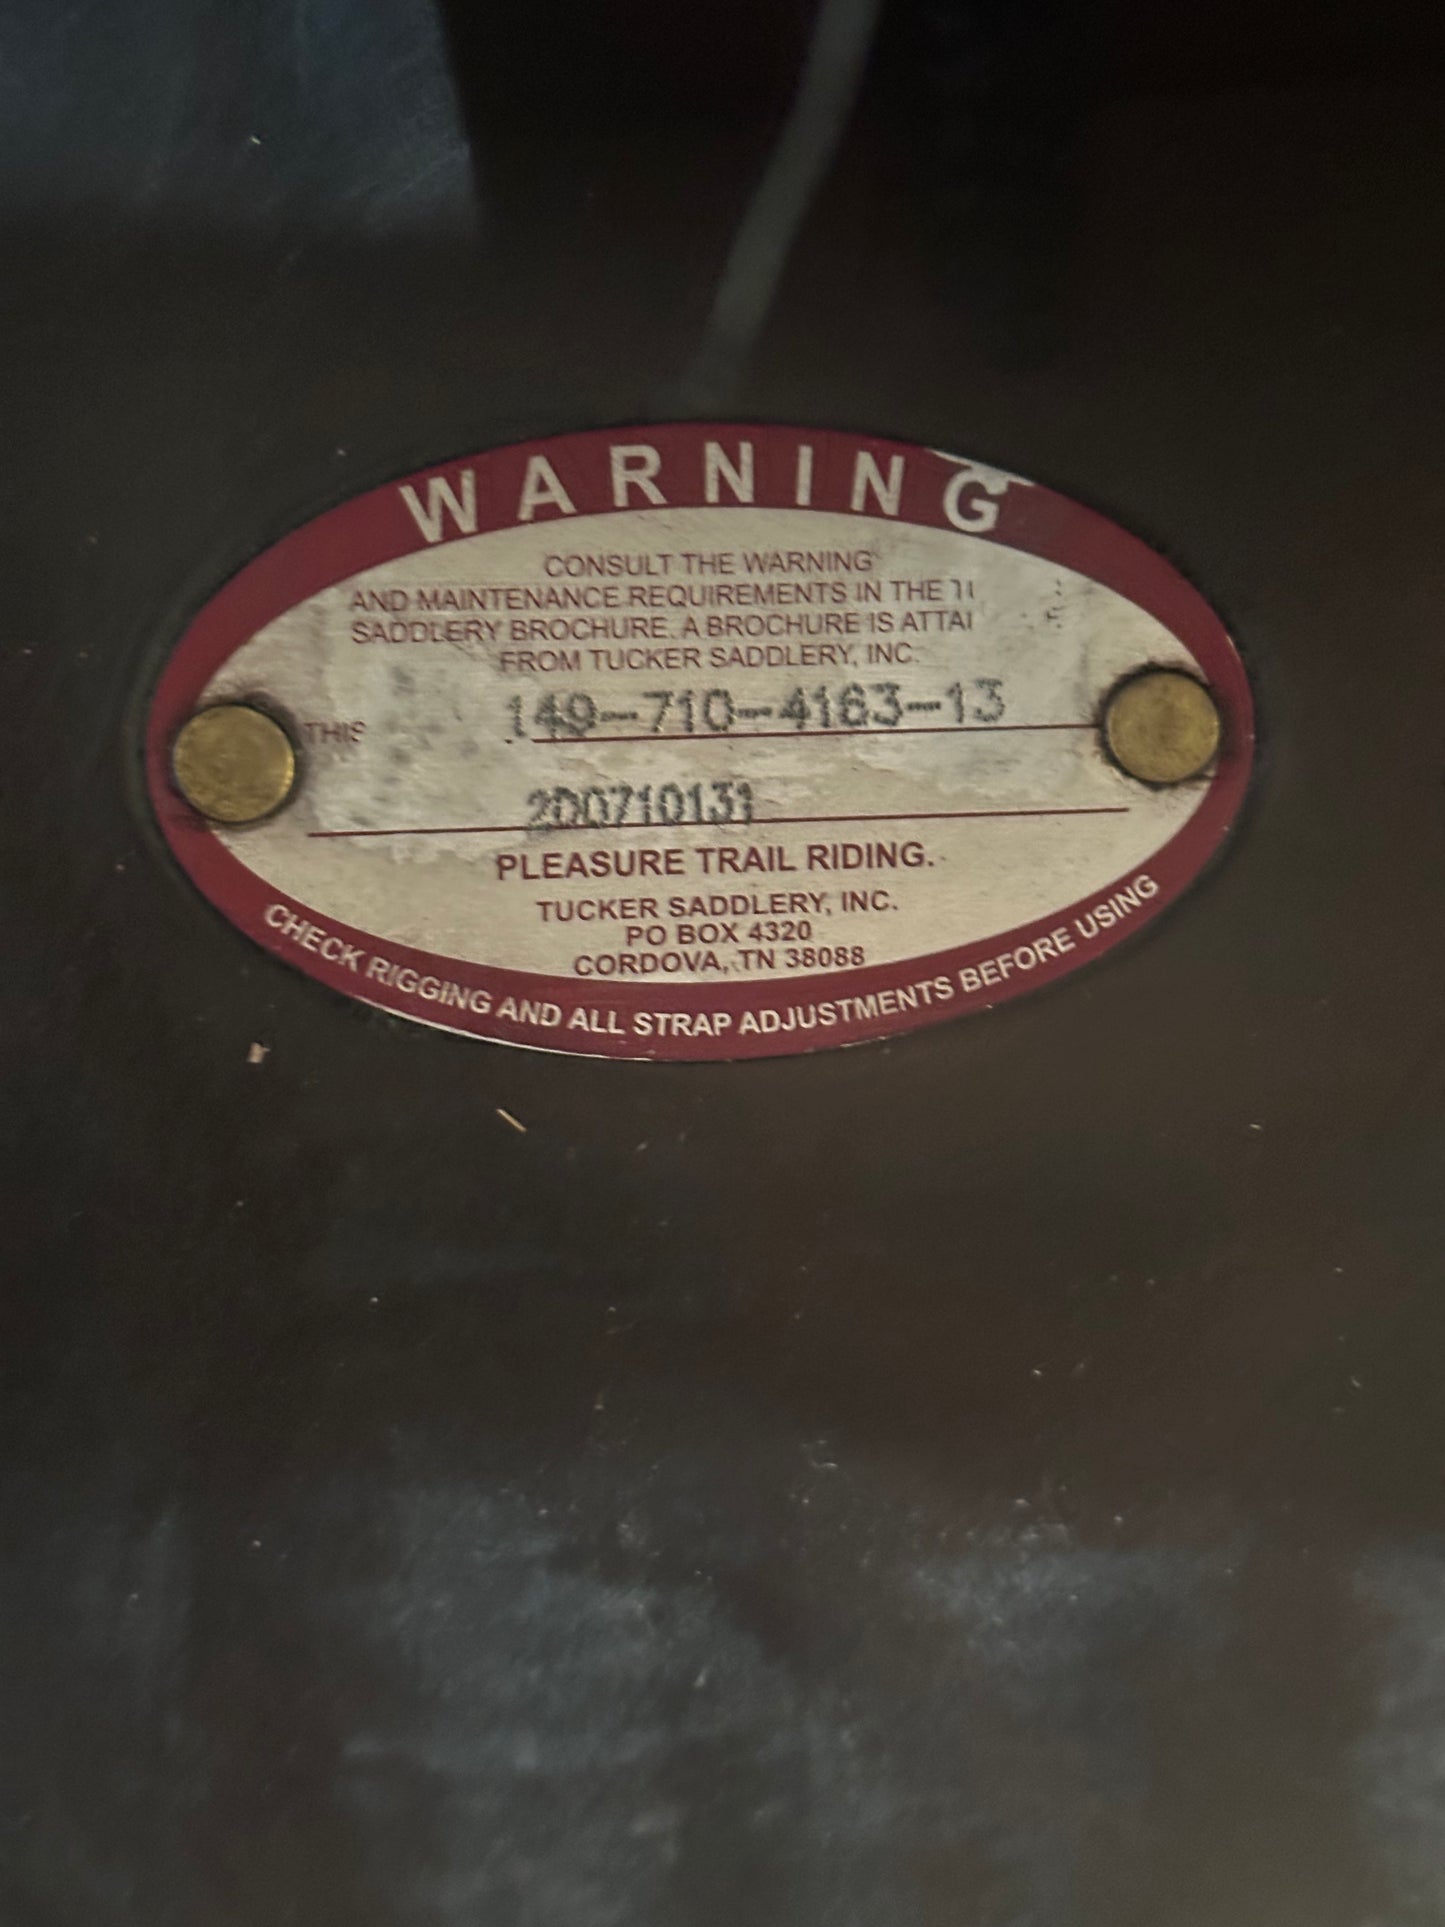 WARNING
CONSULT THE WARNING
AND MAINTENANCE REQUIREMENTS IN THE
SADDLERY BROCHURE. A BROCHURE IS
FROM TUCKER SADDLERY, INC.
149-710-4163-13
THIS
200710131
PLEASURE TRAIL RIDING.
TUCKER SADDLERY, INC.
PO BOX 4320
CORDOVA, TN 38088
CHECK RIGGING AND ALL STRAP ADJUSTMENTS BEFORE USING